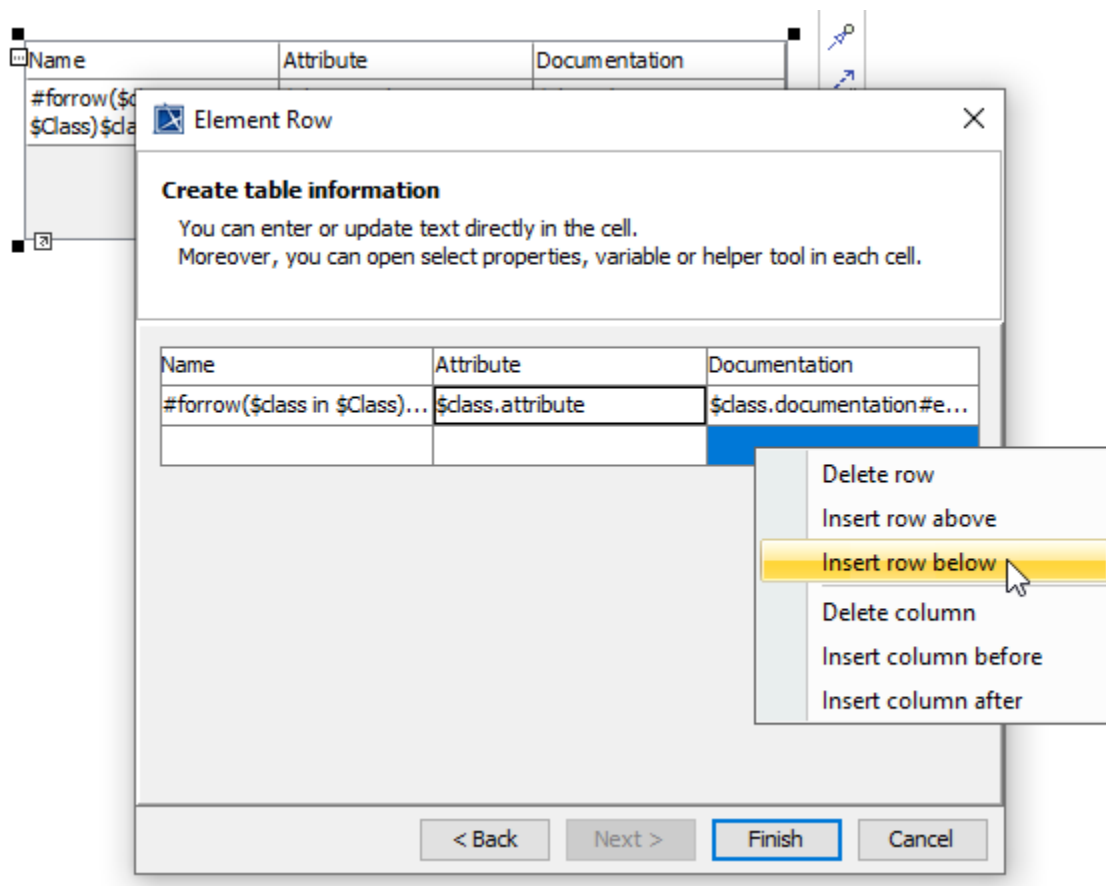 Name Attribute Documentation
#forrow($c
$Class)$cla
Element Row
Create table information
You can enter or update text directly in the cell.
Moreover, you can open select properties, variable or helper tool in each cell.
Name Attribute Documentation
#forrow($class in $Class)... $class.attribute $class.documentation#e...
Delete row
Insert row above
Insert row below
Delete column
Insert column before
Insert column after
< Back Next > Finish Cancel